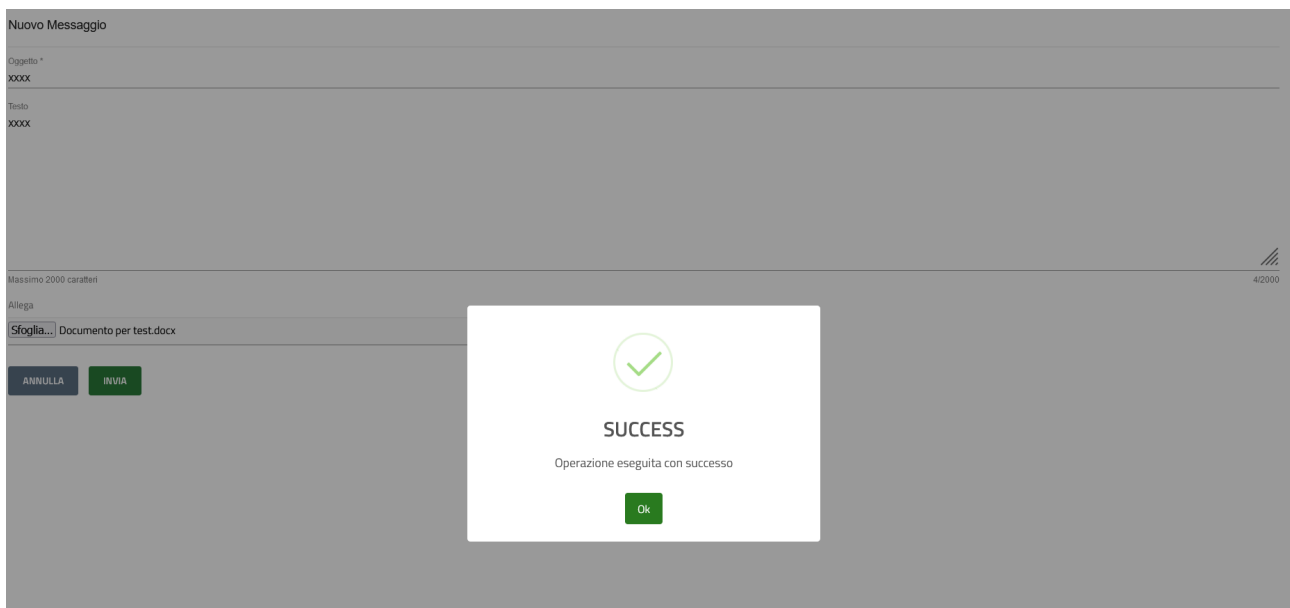 Nuovo Messaggio
Oggetto *
xxxx
Testo
xxxx
Massimo 2000 caratteri 4/2000
Allega
Sfoglia... Documento per test.docx
ANNULLA INVIA
SUCCESS
Operazione eseguita con successo
Ok